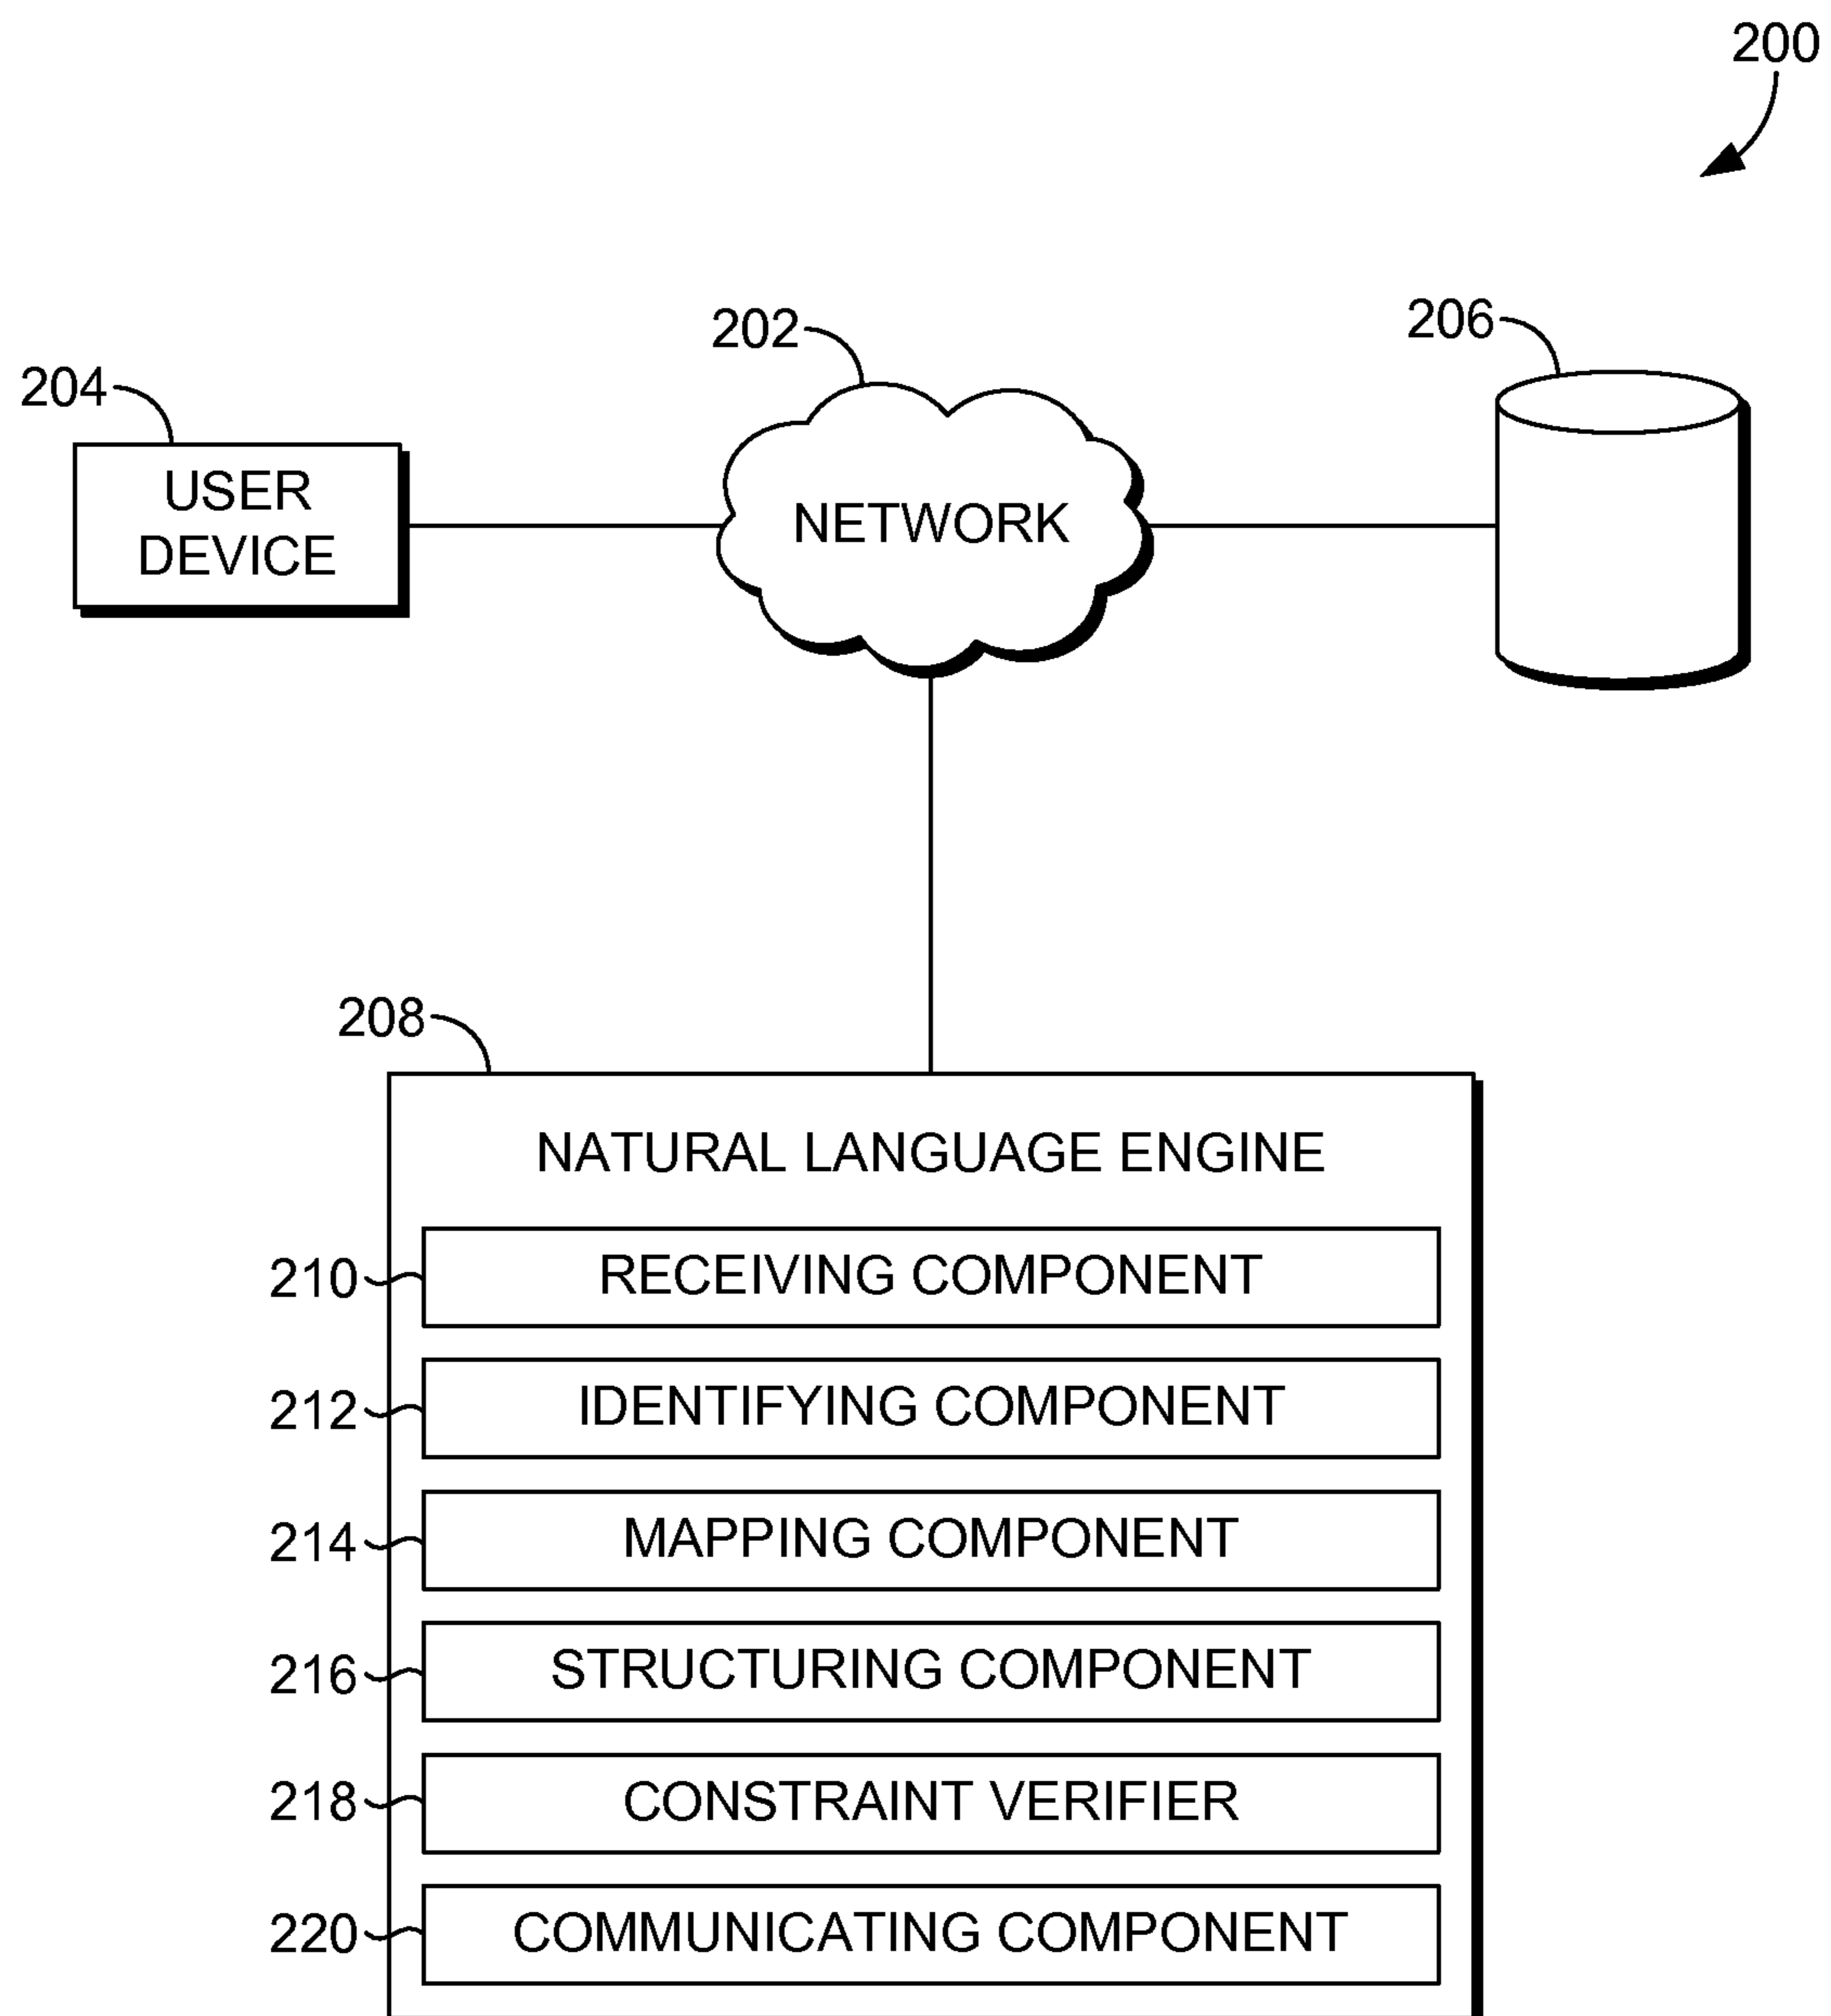 200
202
206
204
USER
DEVICE
NETWORK
208
NATURAL LANGUAGE ENGINE
210 RECEIVING COMPONENT
212 IDENTIFYING COMPONENT
214 MAPPING COMPONENT
216 STRUCTURING COMPONENT
218 CONSTRAINT VERIFIER
220 COMMUNICATING COMPONENT